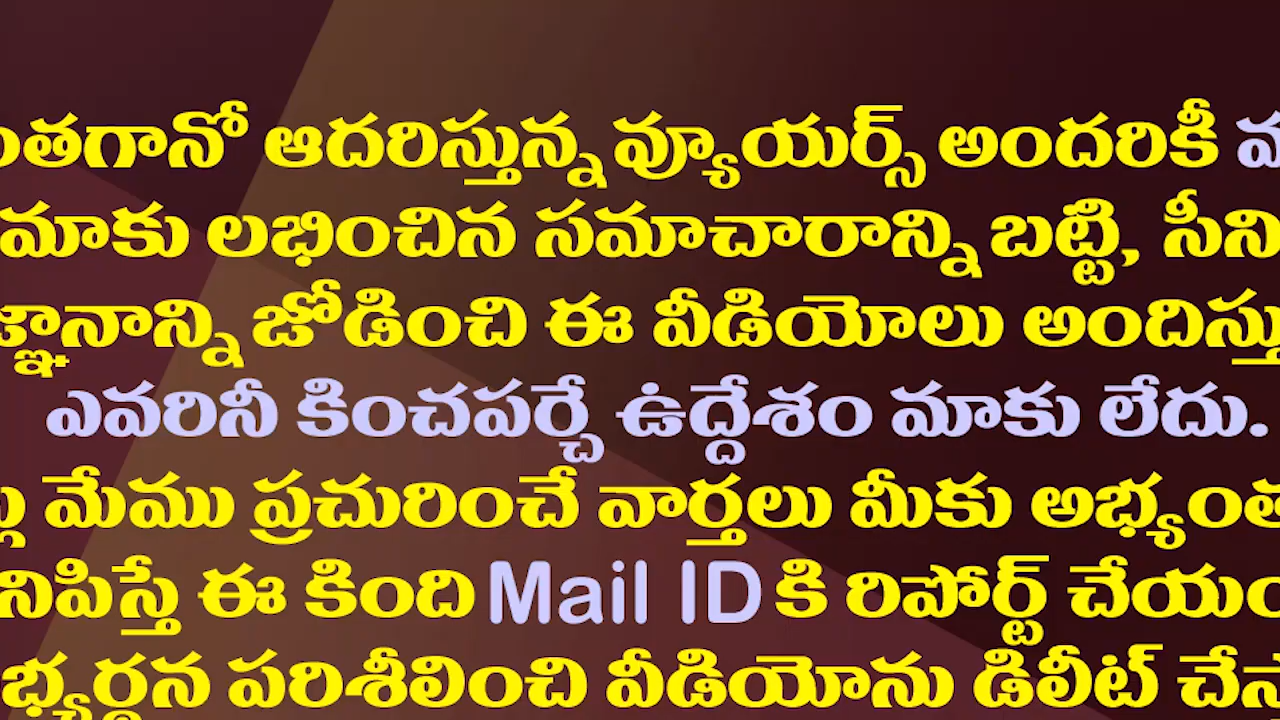 ఆదరిస్తున్న వ్యూయర్స్ అందరికీ
మాకు లభించిన సమాచారాన్ని బట్టి,
జోడించి ఈ వీడియోలు
ఎవరినీ కించపర్చే ఉద్దేశం మాకు లేదు.
మేము ప్రచురించే వార్తలు మీకు
ఈ కింది Mail ID కి రిపోర్ట్
పరిశీలించి వీడియోను డిలీట్